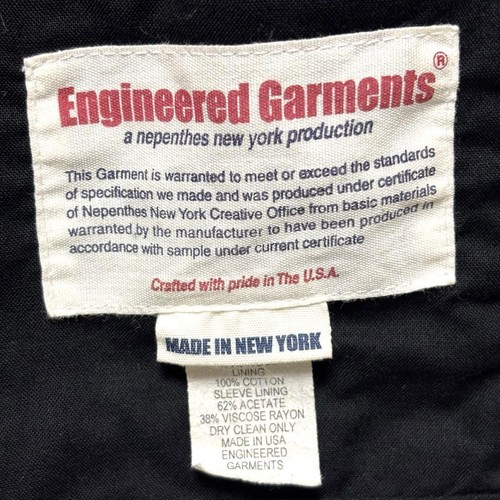 Engineered Garments®
a nepenthes new york production
This Garment is warranted to meet or exceed the standards
of specification we made and was produced under certificate
of Nepenthes New York Creative Office from basic materials
warranted by the manufacturer to have been produced in
accordance with sample under current certificate
Crafted with pride in The U.S.A.
MADE IN NEW YORK
LINING
100% COTTON
SLEEVE LINING
62% ACETATE
38% VISCOSE RAYON
DRY CLEAN ONLY
MADE IN USA
ENGINEERED
GARMENTS